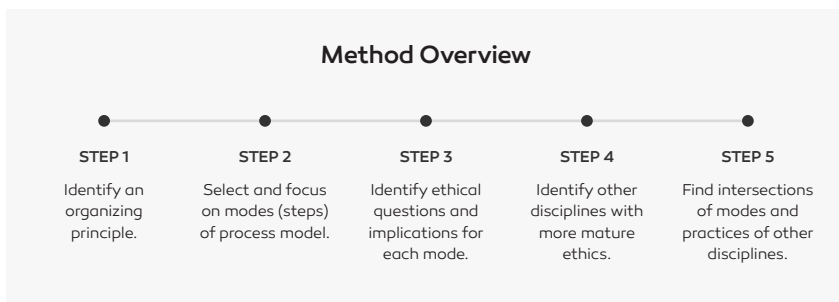 Method Overview
STEP 1
Identify an
organizing
principle.
STEP 2
Select and focus
on modes (steps)
of process model.
STEP 3
Identify ethical
questions and
implications for
each mode.
STEP 4
Identify other
disciplines with
more mature
ethics.
STEP 5
Find intersections
of modes and
practices of other
disciplines.